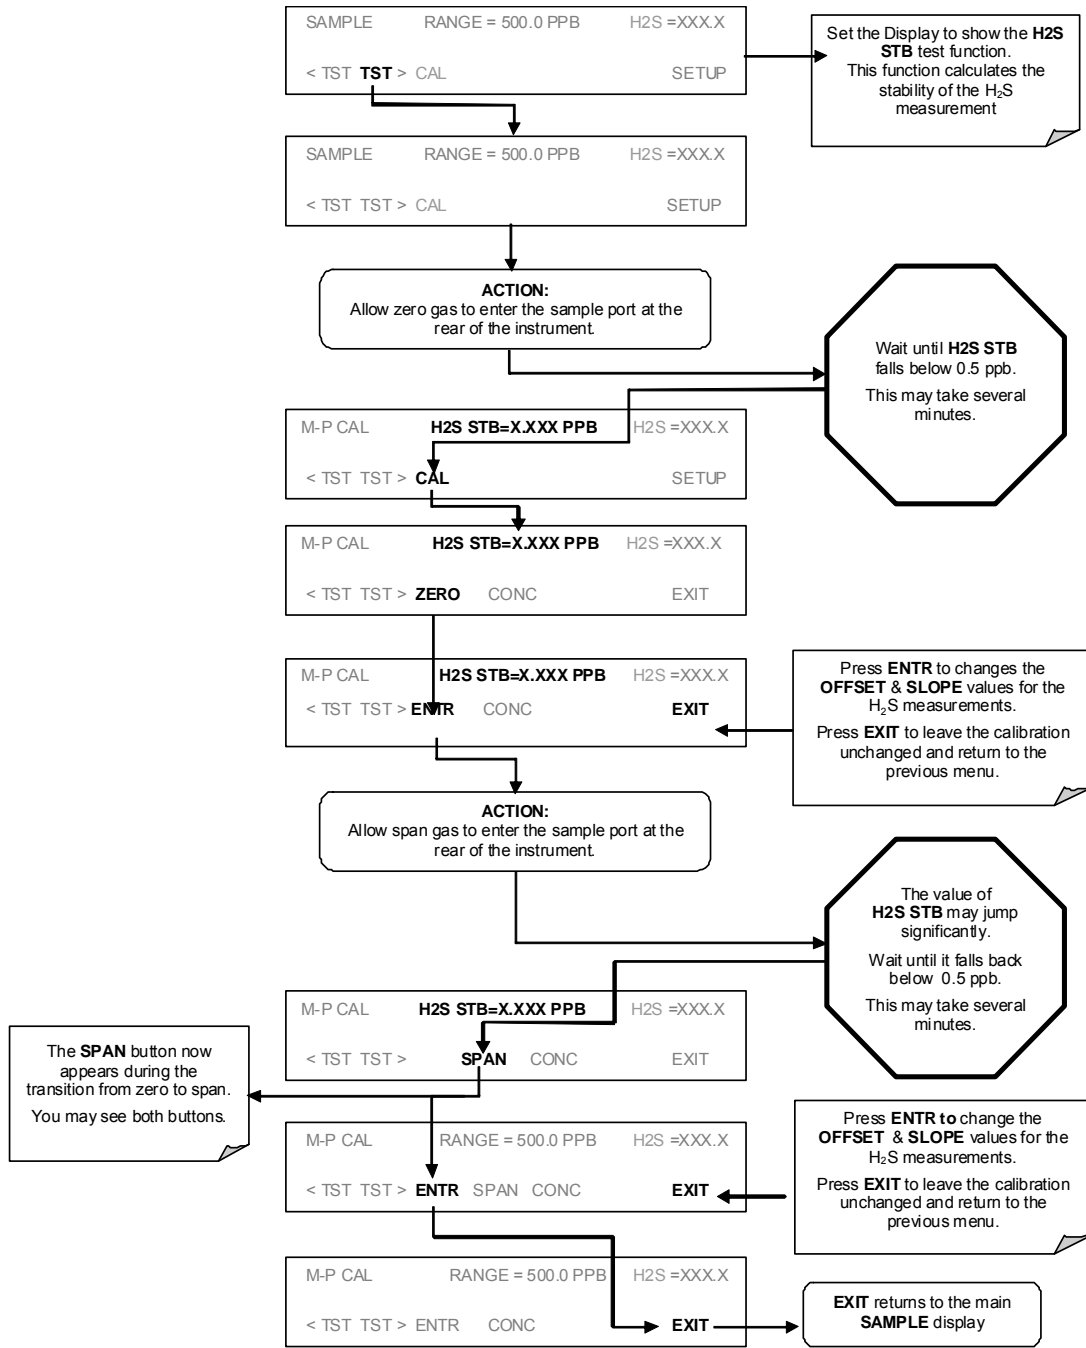 SAMPLE RANGE = 500.0 PPB H2S =XXX.X
< TST TST > CAL SETUP
Set the Display to show the H2S
STB test function.
This function calculates the
stability of the H2S
measurement
SAMPLE RANGE = 500.0 PPB H2S =XXX.X
< TST TST > CAL SETUP
ACTION:
Allow zero gas to enter the sample port at the
rear of the instrument.
Wait until H2S STB
falls below 0.5 ppb.
This may take several
minutes.
M-P CAL H2S STB=X.XXX PPB H2S =XXX.X
< TST TST > CAL SETUP
M-P CAL H2S STB=X.XXX PPB H2S =XXX.X
< TST TST > ZERO CONC EXIT
M-P CAL H2S STB=X.XXX PPB H2S =XXX.X
< TST TST > ENTR CONC EXIT
Press ENTR to changes the
OFFSET & SLOPE values for the
H2S measurements.
Press EXIT to leave the calibration
unchanged and return to the
previous menu.
ACTION:
Allow span gas to enter the sample port at the
rear of the instrument.
The value of
H2S STB may jump
significantly.
Wait until it falls back
below 0.5 ppb.
This may take several
minutes.
M-P CAL H2S STB=X.XXX PPB H2S =XXX.X
< TST TST > SPAN CONC EXIT
The SPAN button now
appears during the
transition from zero to span.
You may see both buttons.
M-P CAL RANGE = 500.0 PPB H2S =XXX.X
< TST TST > ENTR SPAN CONC EXIT
Press ENTR to change the
OFFSET & SLOPE values for the
H2S measurements.
Press EXIT to leave the calibration
unchanged and return to the
previous menu.
M-P CAL RANGE = 500.0 PPB H2S =XXX.X
< TST TST > ENTR CONC EXIT
EXIT returns to the main
SAMPLE display